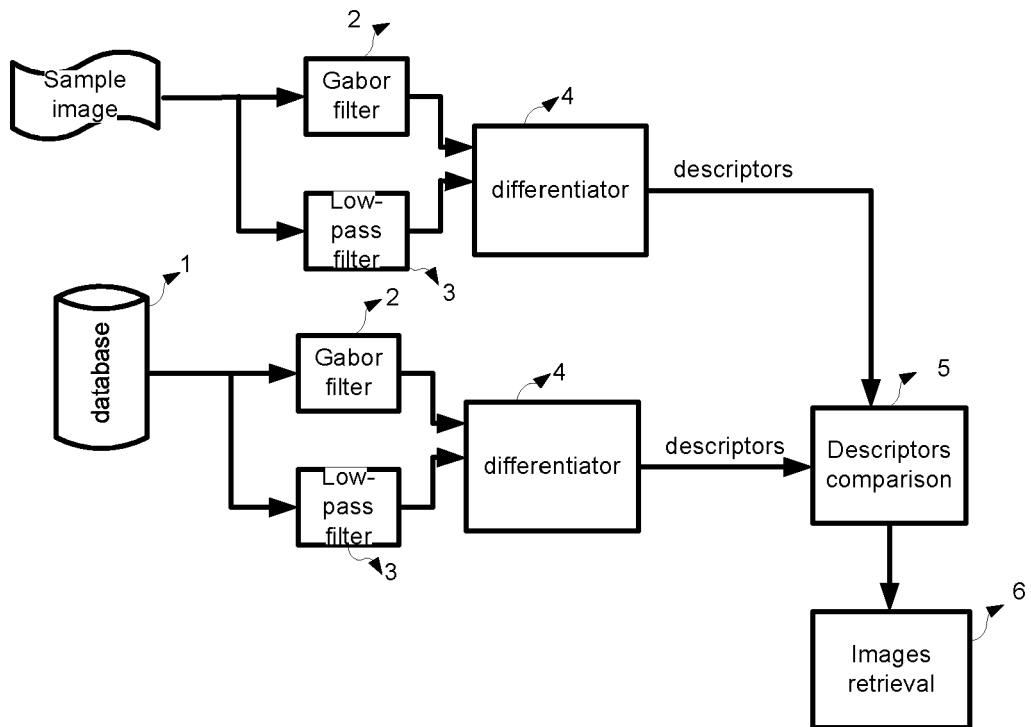 2
Sample
image
Gabor
filter
4
differentiator
descriptors
Low-
pass
filter
3
1
database
2
Gabor
filter
4
differentiator
descriptors
5
Descriptors
comparison
Low-
pass
filter
3
6
Images
retrieval